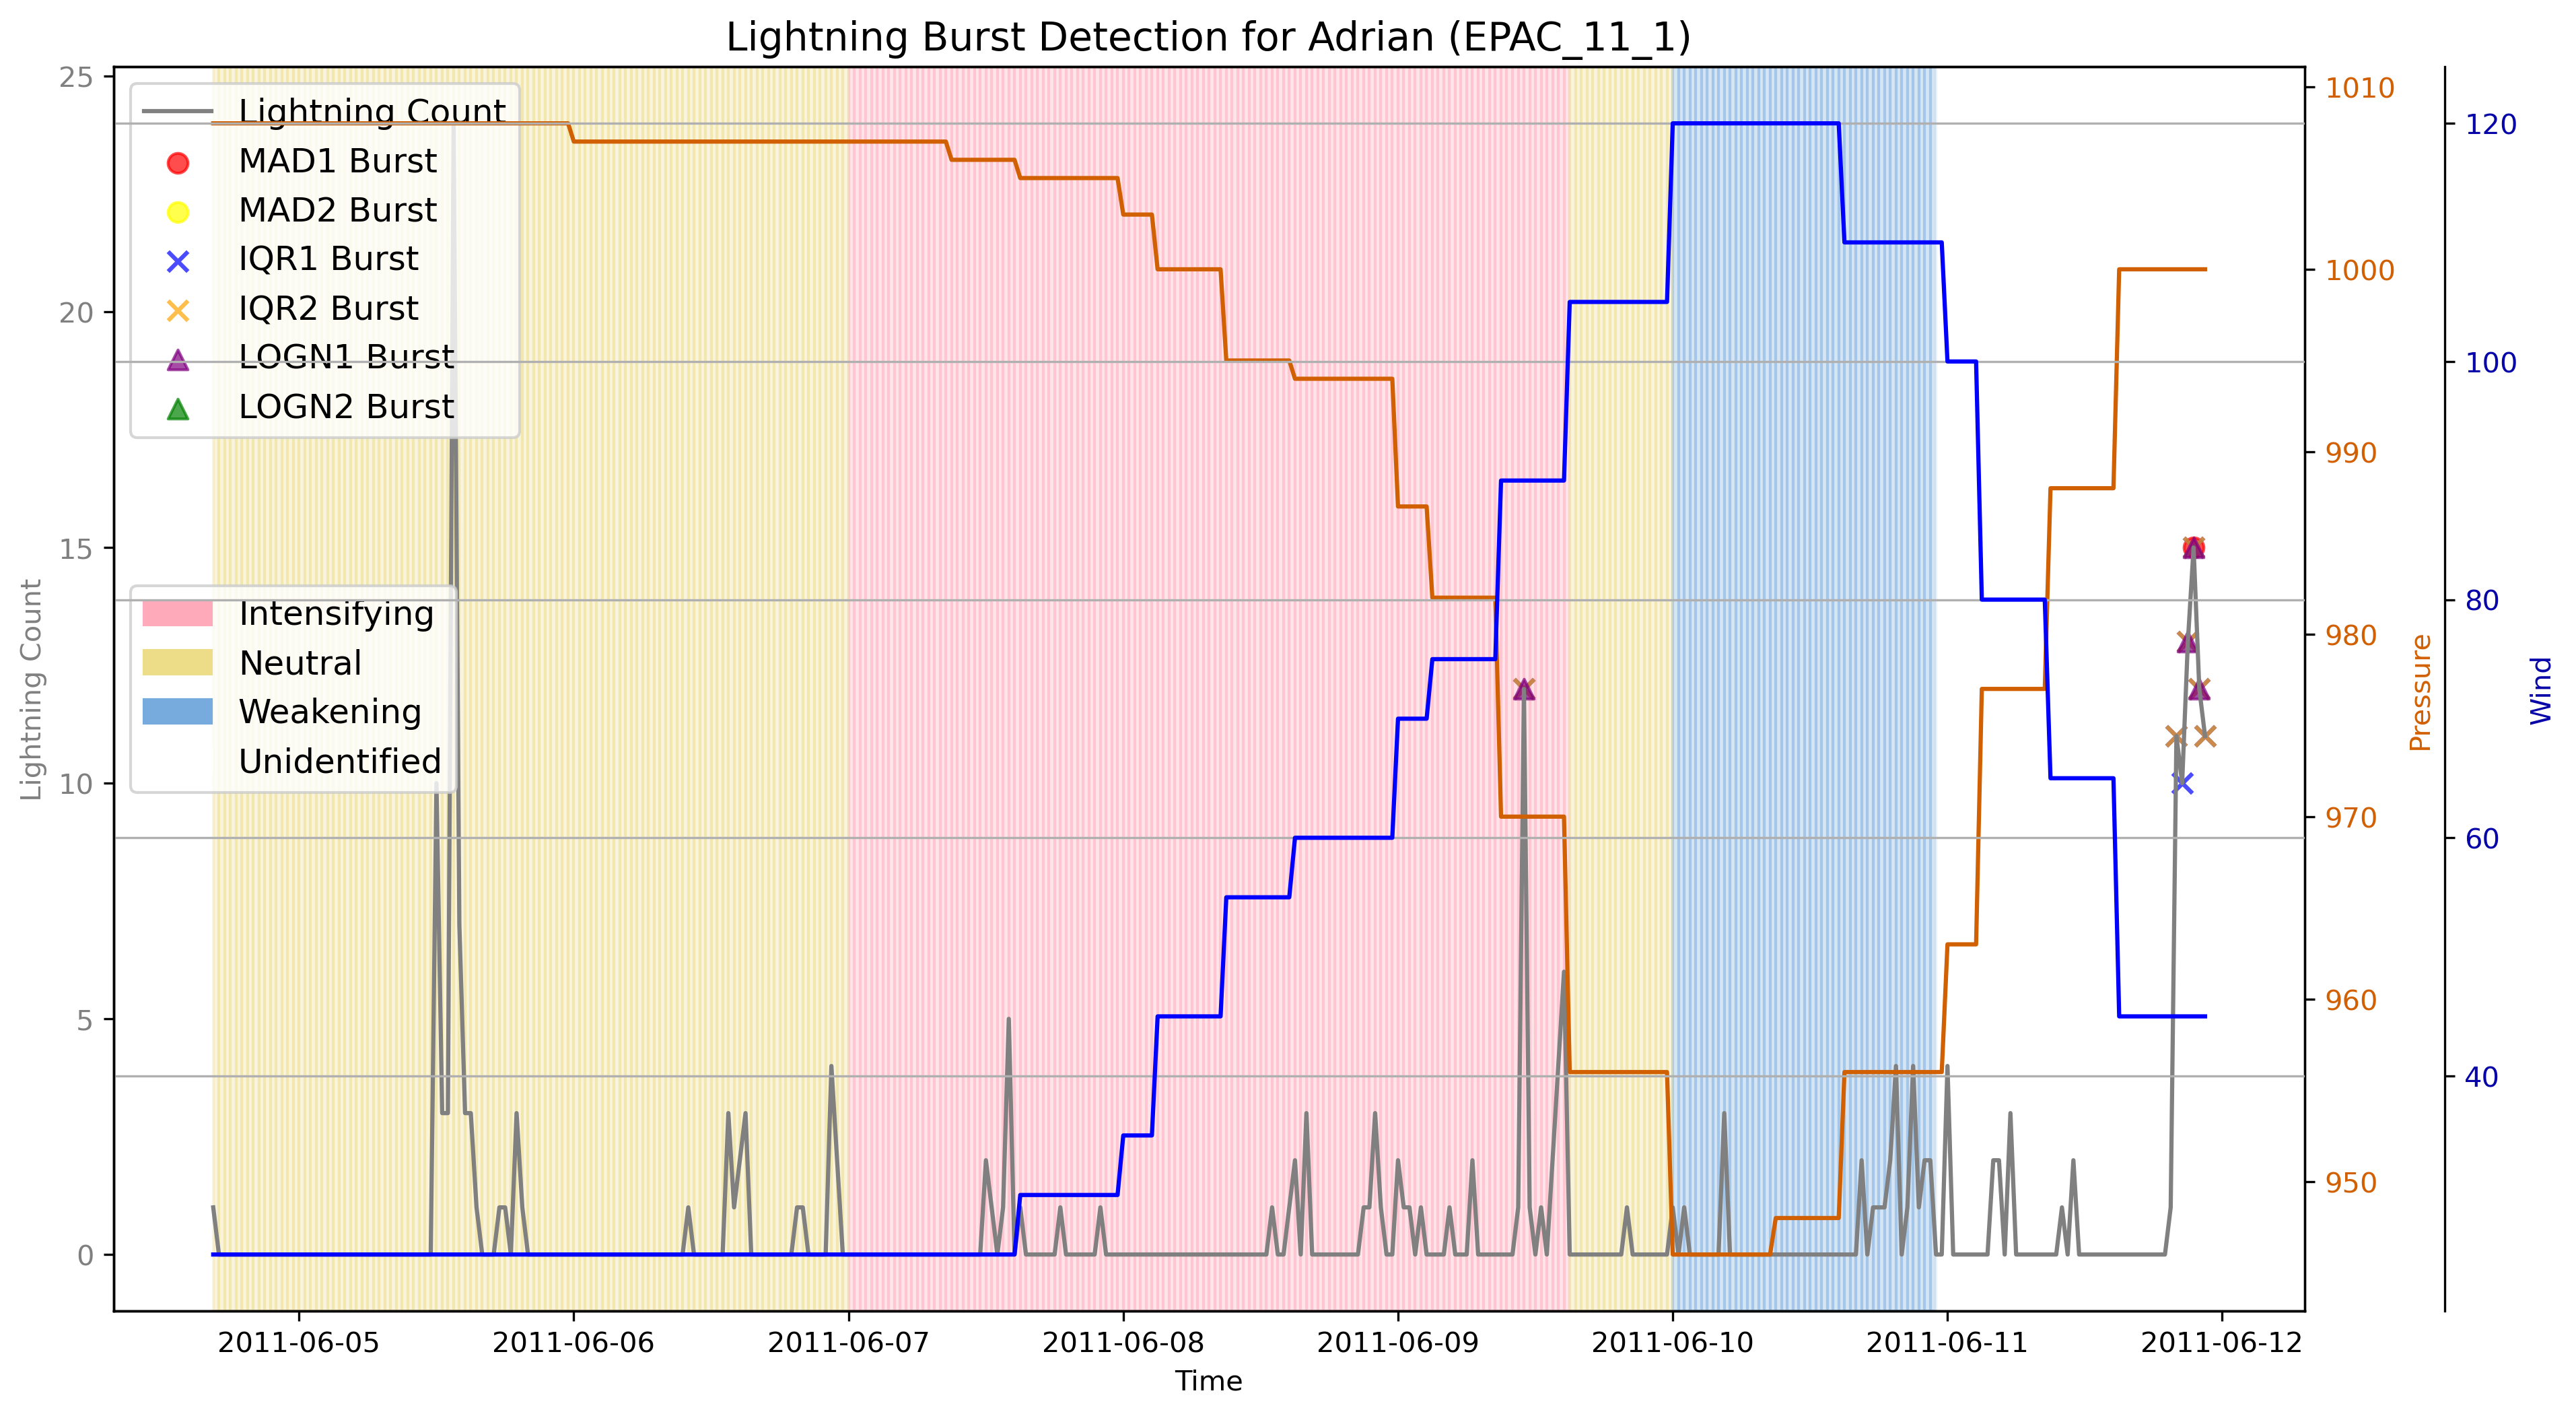 Lightning Burst Detection for Adrian (EPAC_11_1)
Lightning Count
MAD1 Burst
MAD2 Burst
IQR1 Burst
IQR2 Burst
LOGN1 Burst
LOGN2 Burst
Intensifying
Neutral
Weakening
Unidentified
25
20
15
10
5
0
Lightning Count
1010
1000
990
980
970
960
950
Pressure
120
100
80
60
40
Wind
2011-06-05
2011-06-06
2011-06-07
2011-06-08
2011-06-09
2011-06-10
2011-06-11
2011-06-12
Time